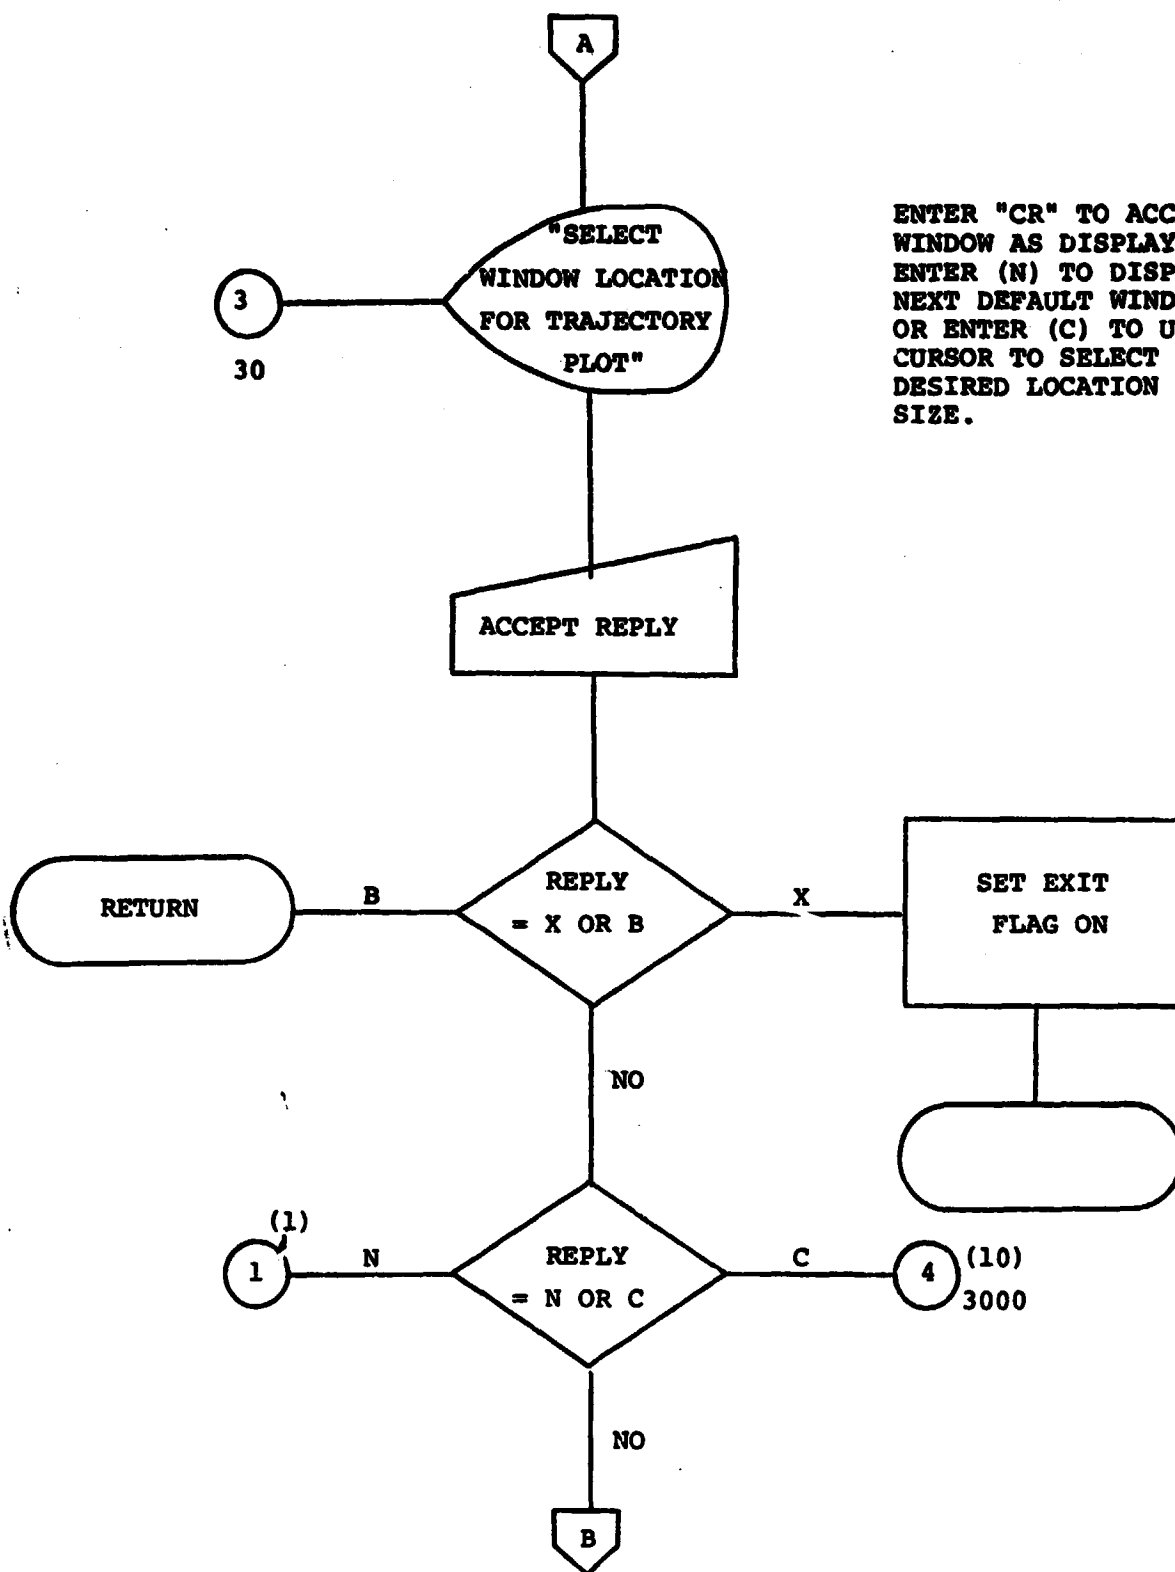 A
"SELECT
WINDOW LOCATION
FOR TRAJECTORY
PLOT"
3
30
ENTER "CR" TO ACC
WINDOW AS DISPLAY
ENTER (N) TO DISP
NEXT DEFAULT WIND
OR ENTER (C) TO U
CURSOR TO SELECT
DESIRED LOCATION
SIZE.
ACCEPT REPLY
RETURN
B
REPLY
= X OR B
X
SET EXIT
FLAG ON
NO
(1)
1
N
REPLY
= N OR C
C
4
(10)
3000
NO
B